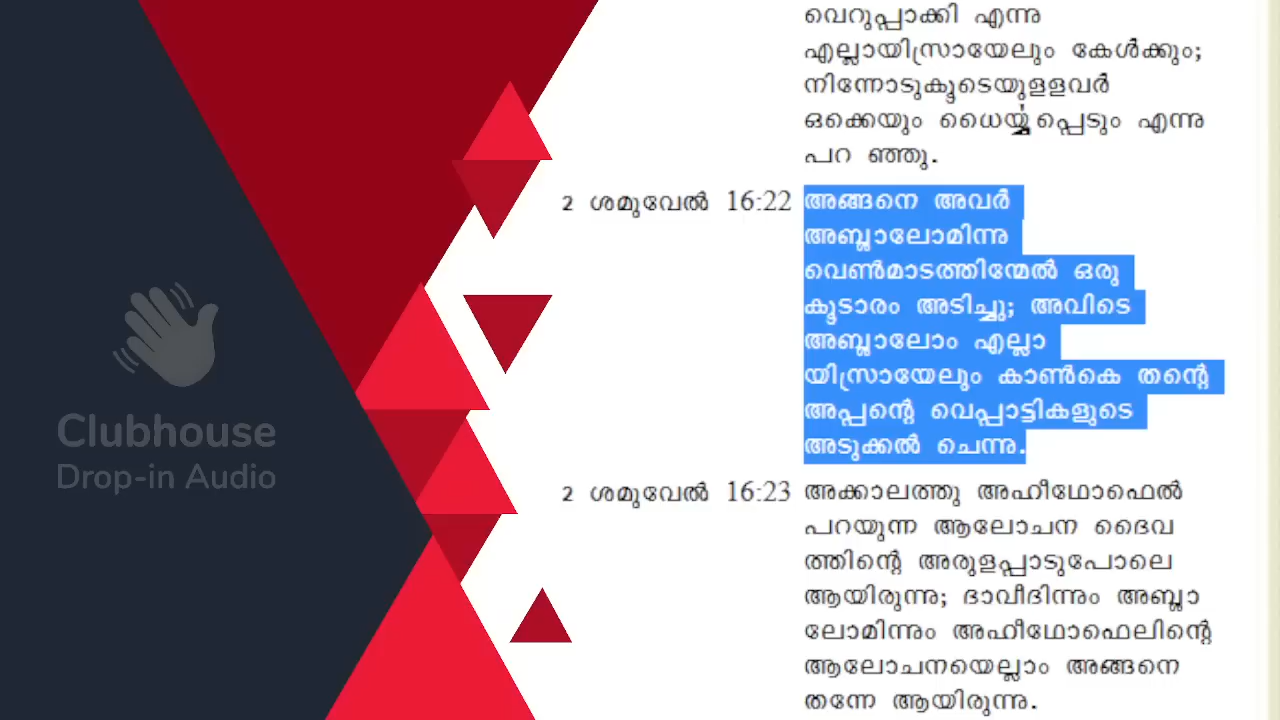 വെറുപ്പാക്കി എന്നു
എല്ലായിസ്രായേലും കേൾക്കും;
നിന്നോടുകൂടെയുളളവർ
ഒക്കെയും ധൈര്യപ്പെടും എന്നു
പറ ഞ്ഞു.
2 ശമുവേൽ 16:22 അങ്ങനെ അവർ
അബ്ശാലോമിന്നു
വെൺമാടത്തിന്മേൽ ഒരു
കൂടാരം അടിച്ചു; അവിടെ
അബ്ശാലോം എല്ലാ
യിസ്രായേലും കാൺകെ തന്റെ
അപ്പന്റെ വെപ്പാട്ടികളുടെ
അടുക്കൽ ചെന്നു.
2 ശമുവേൽ 16:23 അക്കാലത്തു അഹീഥോഫെൽ
പറയുന്ന ആലോചന ദൈവ
ത്തിന്റെ അരുളപ്പാടുപോലെ
ആയിരുന്നു; ദാവീദിന്നും അബ്ശാ
ലോമിന്നും അഹീഥോഫെലിന്റെ
ആലോചനയെല്ലാം അങ്ങനെ
തന്നേ ആയിരുന്നു.
Clubhouse
Drop-in Audio